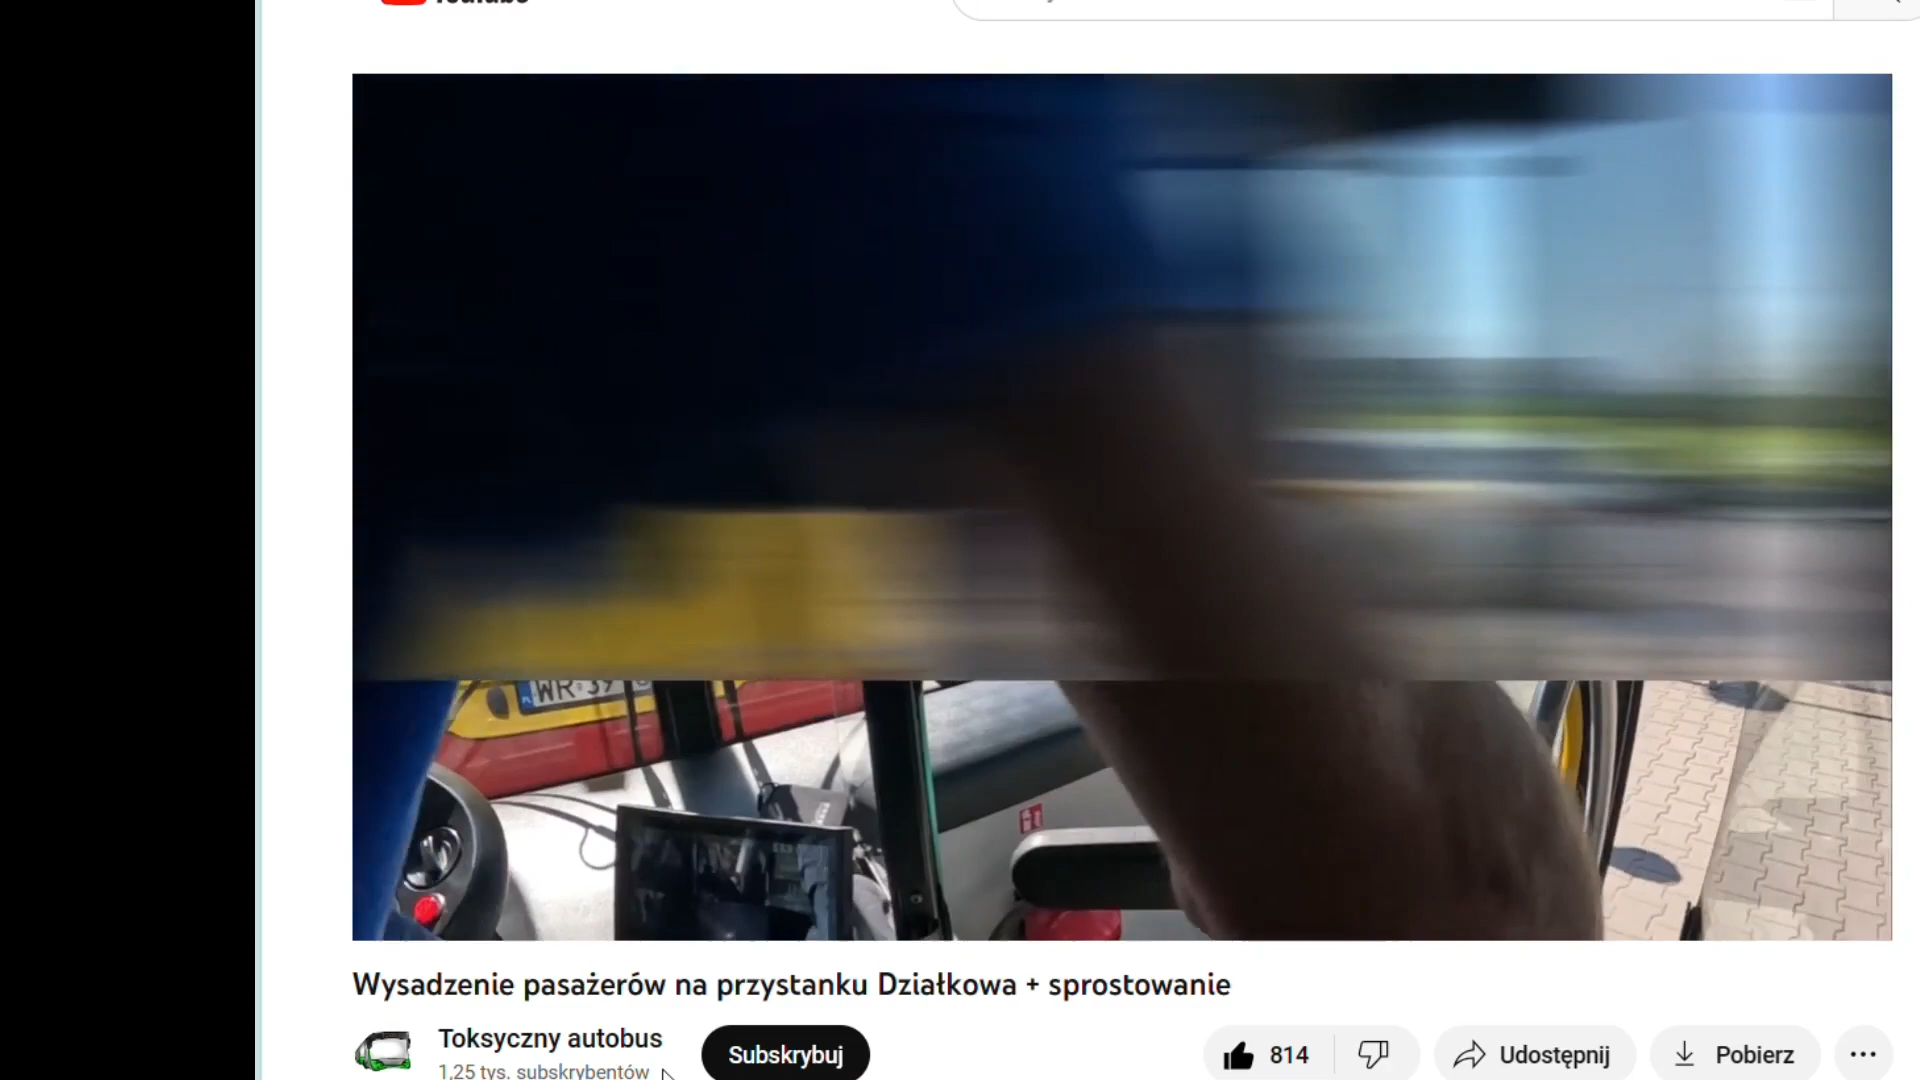 Wysadzenie pasażerów na przystanku Działkowa + sprostowanie
Toksyczny autobus
1,25 tys. subskrybentów
Subskrybuj
814
Udostępnij
Pobierz